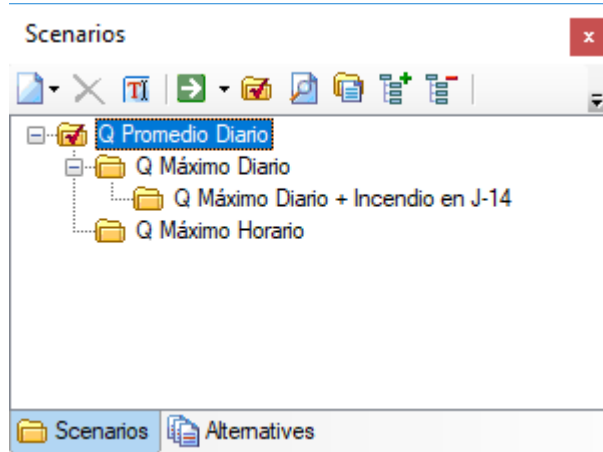 Scenarios
Q Promedio Diario
Q Máximo Diario
Q Máximo Diario + Incendio en J-14
Q Máximo Horario
Scenarios Alternatives